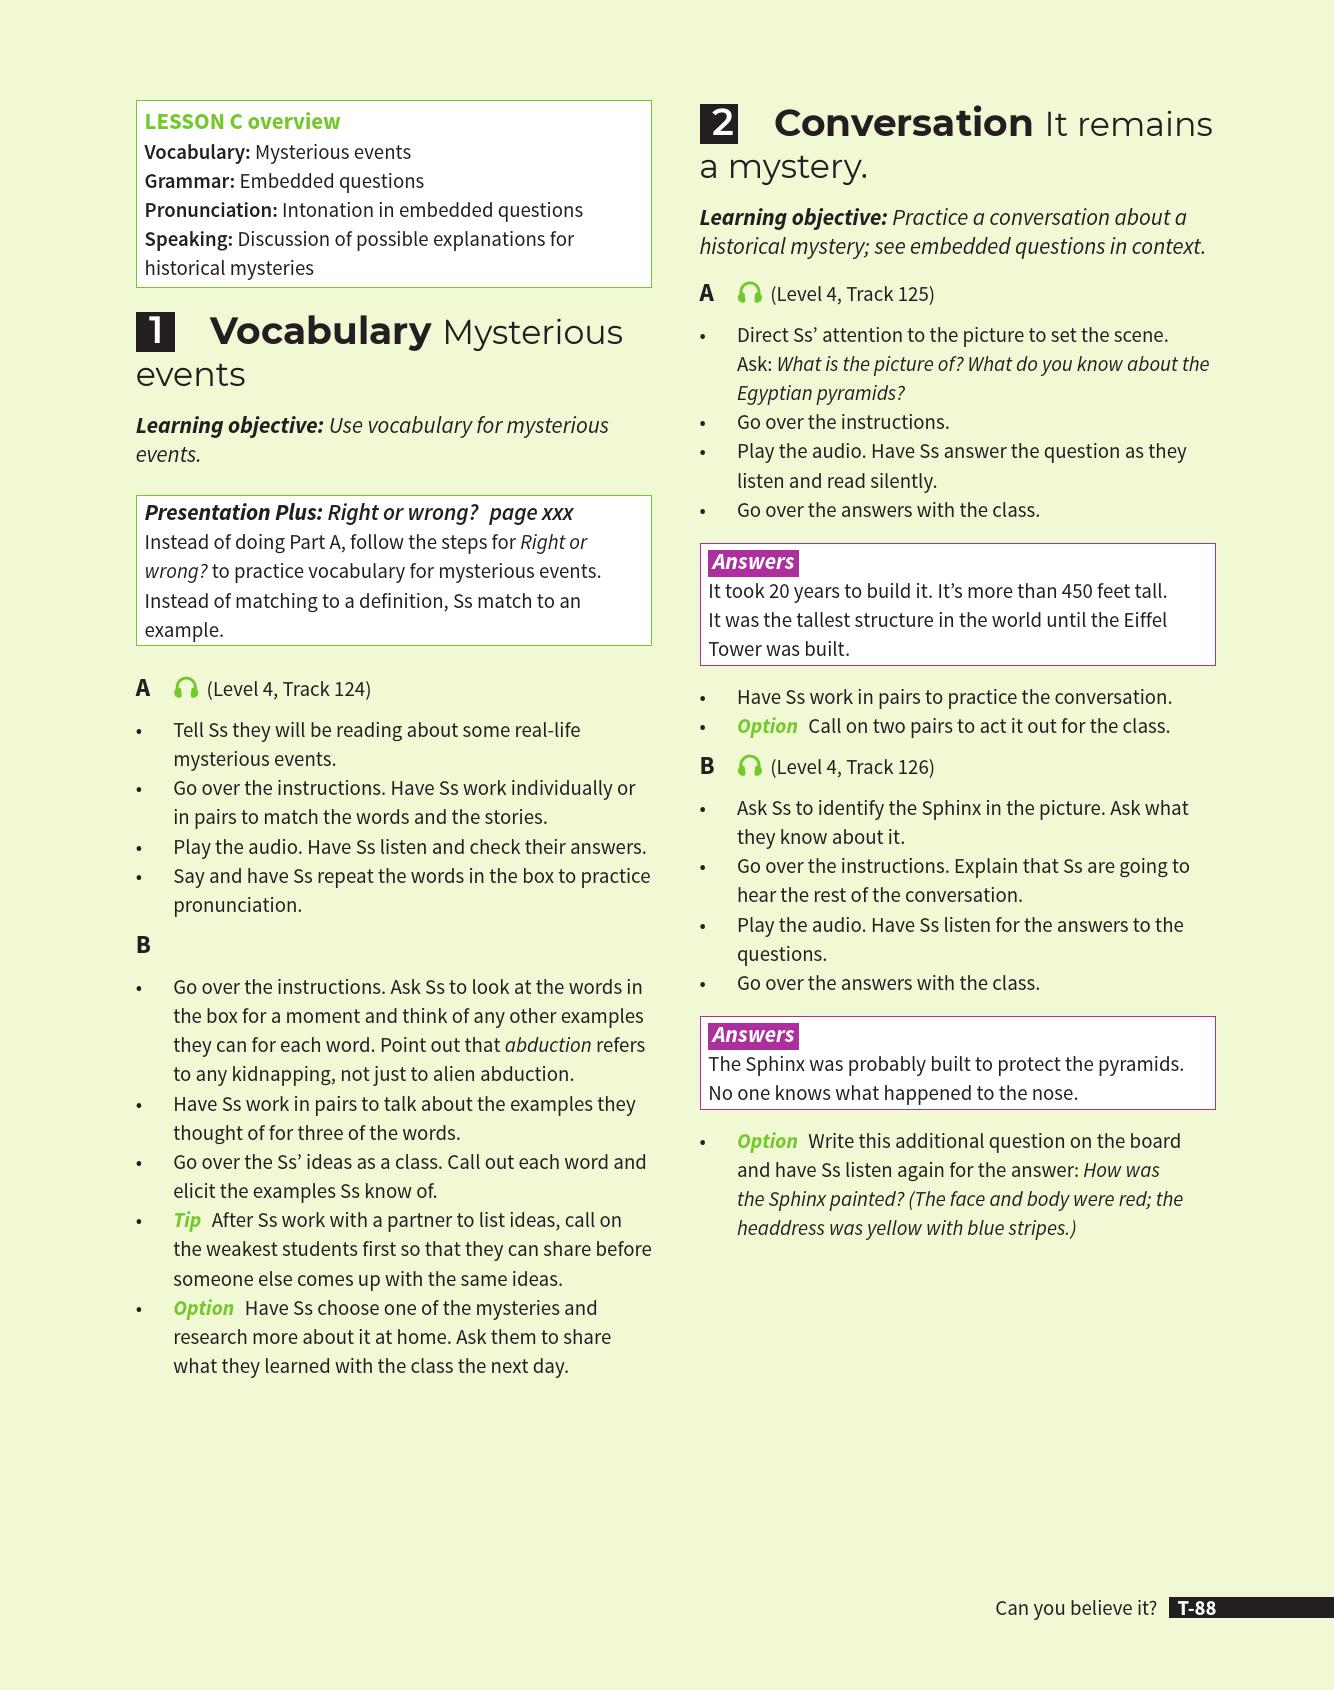 LESSON C overview
Vocabulary: Mysterious events
Grammar: Embedded questions
Pronunciation: Intonation in embedded questions
Speaking: Discussion of possible explanations for
historical mysteries
1 Vocabulary Mysterious
events
Learning objective: Use vocabulary for mysterious
events.
Presentation Plus: Right or wrong? page xxx
Instead of doing Part A, follow the steps for Right or
wrong? to practice vocabulary for mysterious events.
Instead of matching to a definition, Ss match to an
example.
A (Level 4, Track 124)
• Tell Ss they will be reading about some real-life
mysterious events.
• Go over the instructions. Have Ss work individually or
in pairs to match the words and the stories.
• Play the audio. Have Ss listen and check their answers.
• Say and have Ss repeat the words in the box to practice
pronunciation.
B
• Go over the instructions. Ask Ss to look at the words in
the box for a moment and think of any other examples
they can for each word. Point out that abduction refers
to any kidnapping, not just to alien abduction.
• Have Ss work in pairs to talk about the examples they
thought of for three of the words.
• Go over the Ss’ ideas as a class. Call out each word and
elicit the examples Ss know of.
• Tip After Ss work with a partner to list ideas, call on
the weakest students first so that they can share before
someone else comes up with the same ideas.
• Option Have Ss choose one of the mysteries and
research more about it at home. Ask them to share
what they learned with the class the next day.
2 Conversation It remains
a mystery.
Learning objective: Practice a conversation about a
historical mystery; see embedded questions in context.
A (Level 4, Track 125)
• Direct Ss’ attention to the picture to set the scene.
Ask: What is the picture of? What do you know about the
Egyptian pyramids?
• Go over the instructions.
• Play the audio. Have Ss answer the question as they
listen and read silently.
• Go over the answers with the class.
Answers
It took 20 years to build it. It’s more than 450 feet tall.
It was the tallest structure in the world until the Eiffel
Tower was built.
• Have Ss work in pairs to practice the conversation.
• Option Call on two pairs to act it out for the class.
B (Level 4, Track 126)
• Ask Ss to identify the Sphinx in the picture. Ask what
they know about it.
• Go over the instructions. Explain that Ss are going to
hear the rest of the conversation.
• Play the audio. Have Ss listen for the answers to the
questions.
• Go over the answers with the class.
Answers
The Sphinx was probably built to protect the pyramids.
No one knows what happened to the nose.
• Option Write this additional question on the board
and have Ss listen again for the answer: How was
the Sphinx painted? (The face and body were red; the
headdress was yellow with blue stripes.)
Can you believe it? T-88